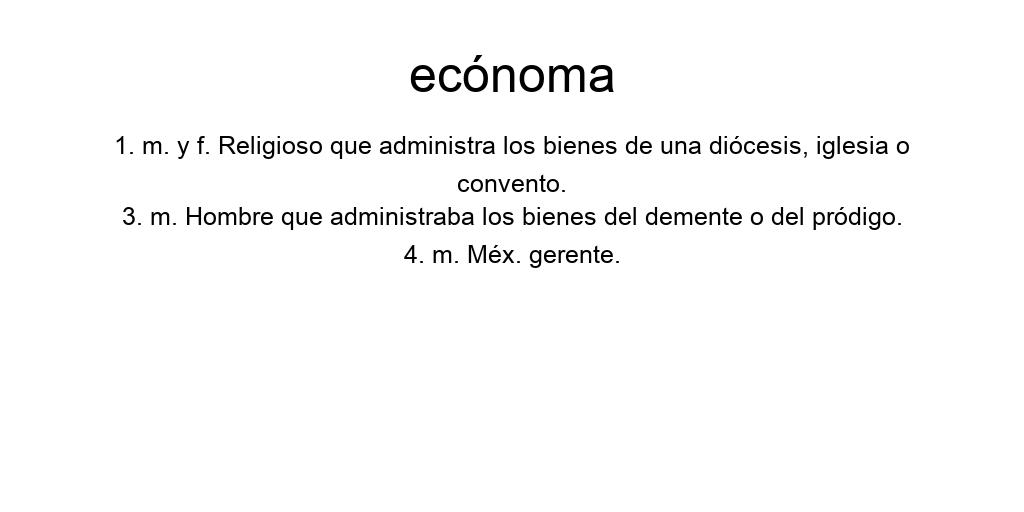 ecónoma
1. m. y f. Religioso que administra los bienes de una diócesis, iglesia o
convento.
3. m. Hombre que administraba los bienes del demente o del pródigo.
4. m. Méx. gerente.